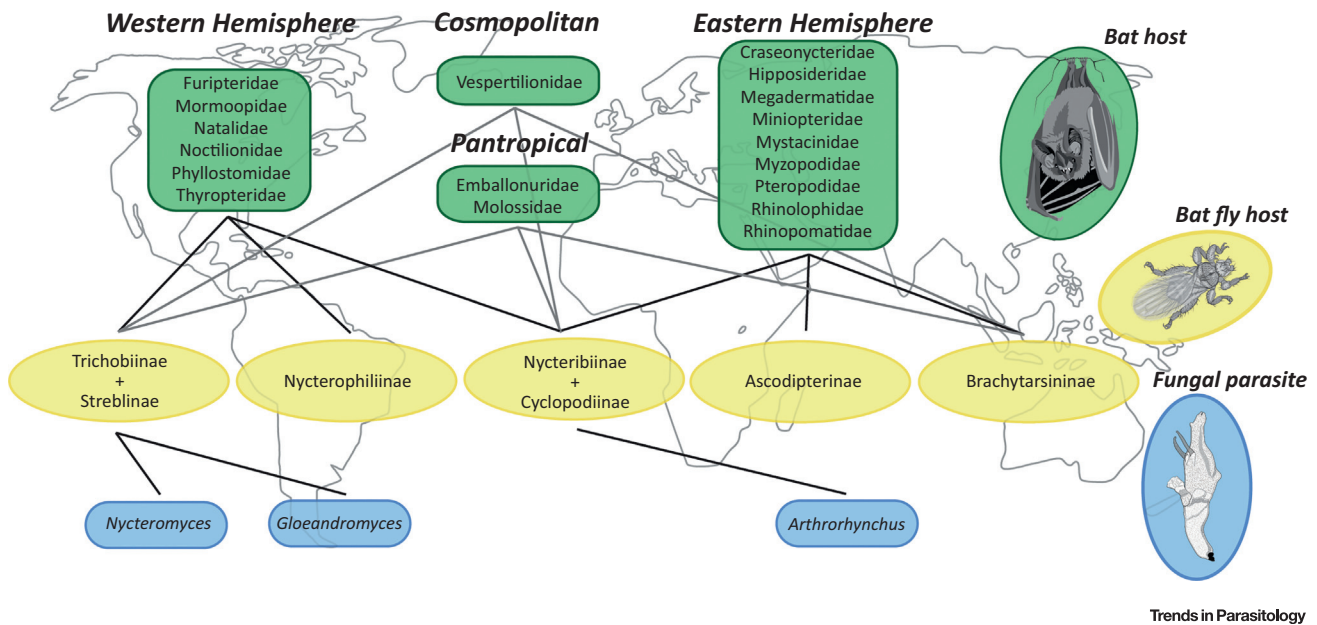 Western Hemisphere
Cosmopolitan
Eastern Hemisphere
Bat host
Furipteridae
Mormoopidae
Natalidae
Noctilionidae
Phyllostomidae
Thyropteridae
Vespertilionidae
Pantropical
Emballonuridae
Molossidae
Craseonycteridae
Hipposideridae
Megadermatidae
Miniopteridae
Mystacinidae
Myzopodidae
Pteropodidae
Rhinolophidae
Rhinopomatidae
Bat fly host
Trichobiinae
+
Streblinae
Nycterophiliinae
Nycteribiinae
+
Cyclopodiinae
Ascodipterinae
Brachytarsininae
Fungal parasite
Nycteromyces
Gloeandromyces
Arthrorhynchus
Trends in Parasitology